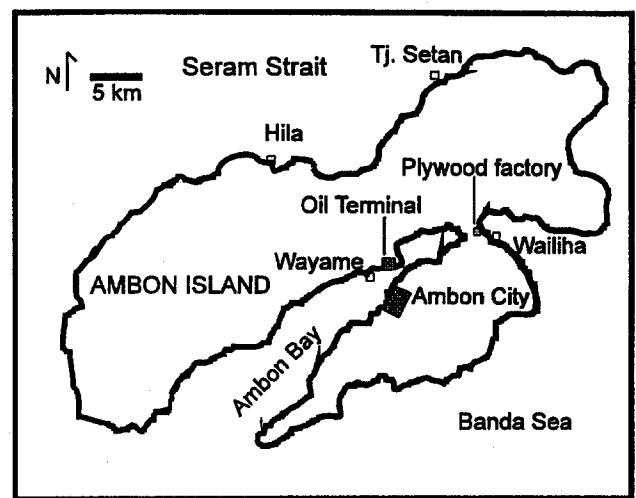 Tj. Setan
N
Seram Strait
5 km
Hila
Plywood factory
Oil Terminal
Wailiha
Wayame
AMBON ISLAND
Ambon City
Ambon Bay
Banda Sea